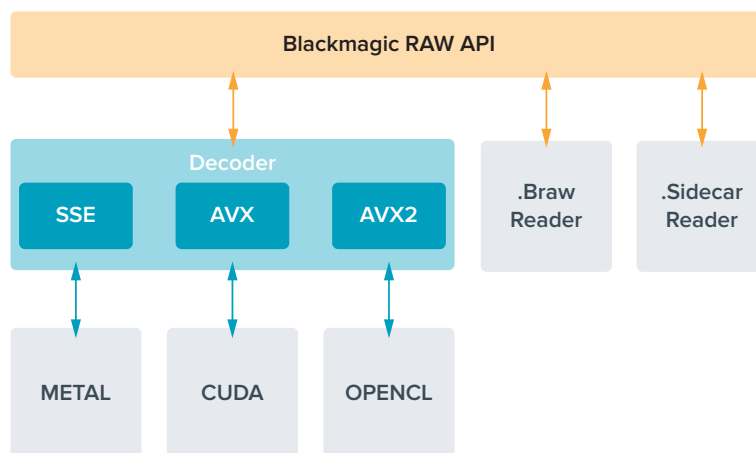 Blackmagic RAW API
Decoder
SSE
AVX
AVX2
.Braw
Reader
.Sidecar
Reader
METAL
CUDA
OPENCL